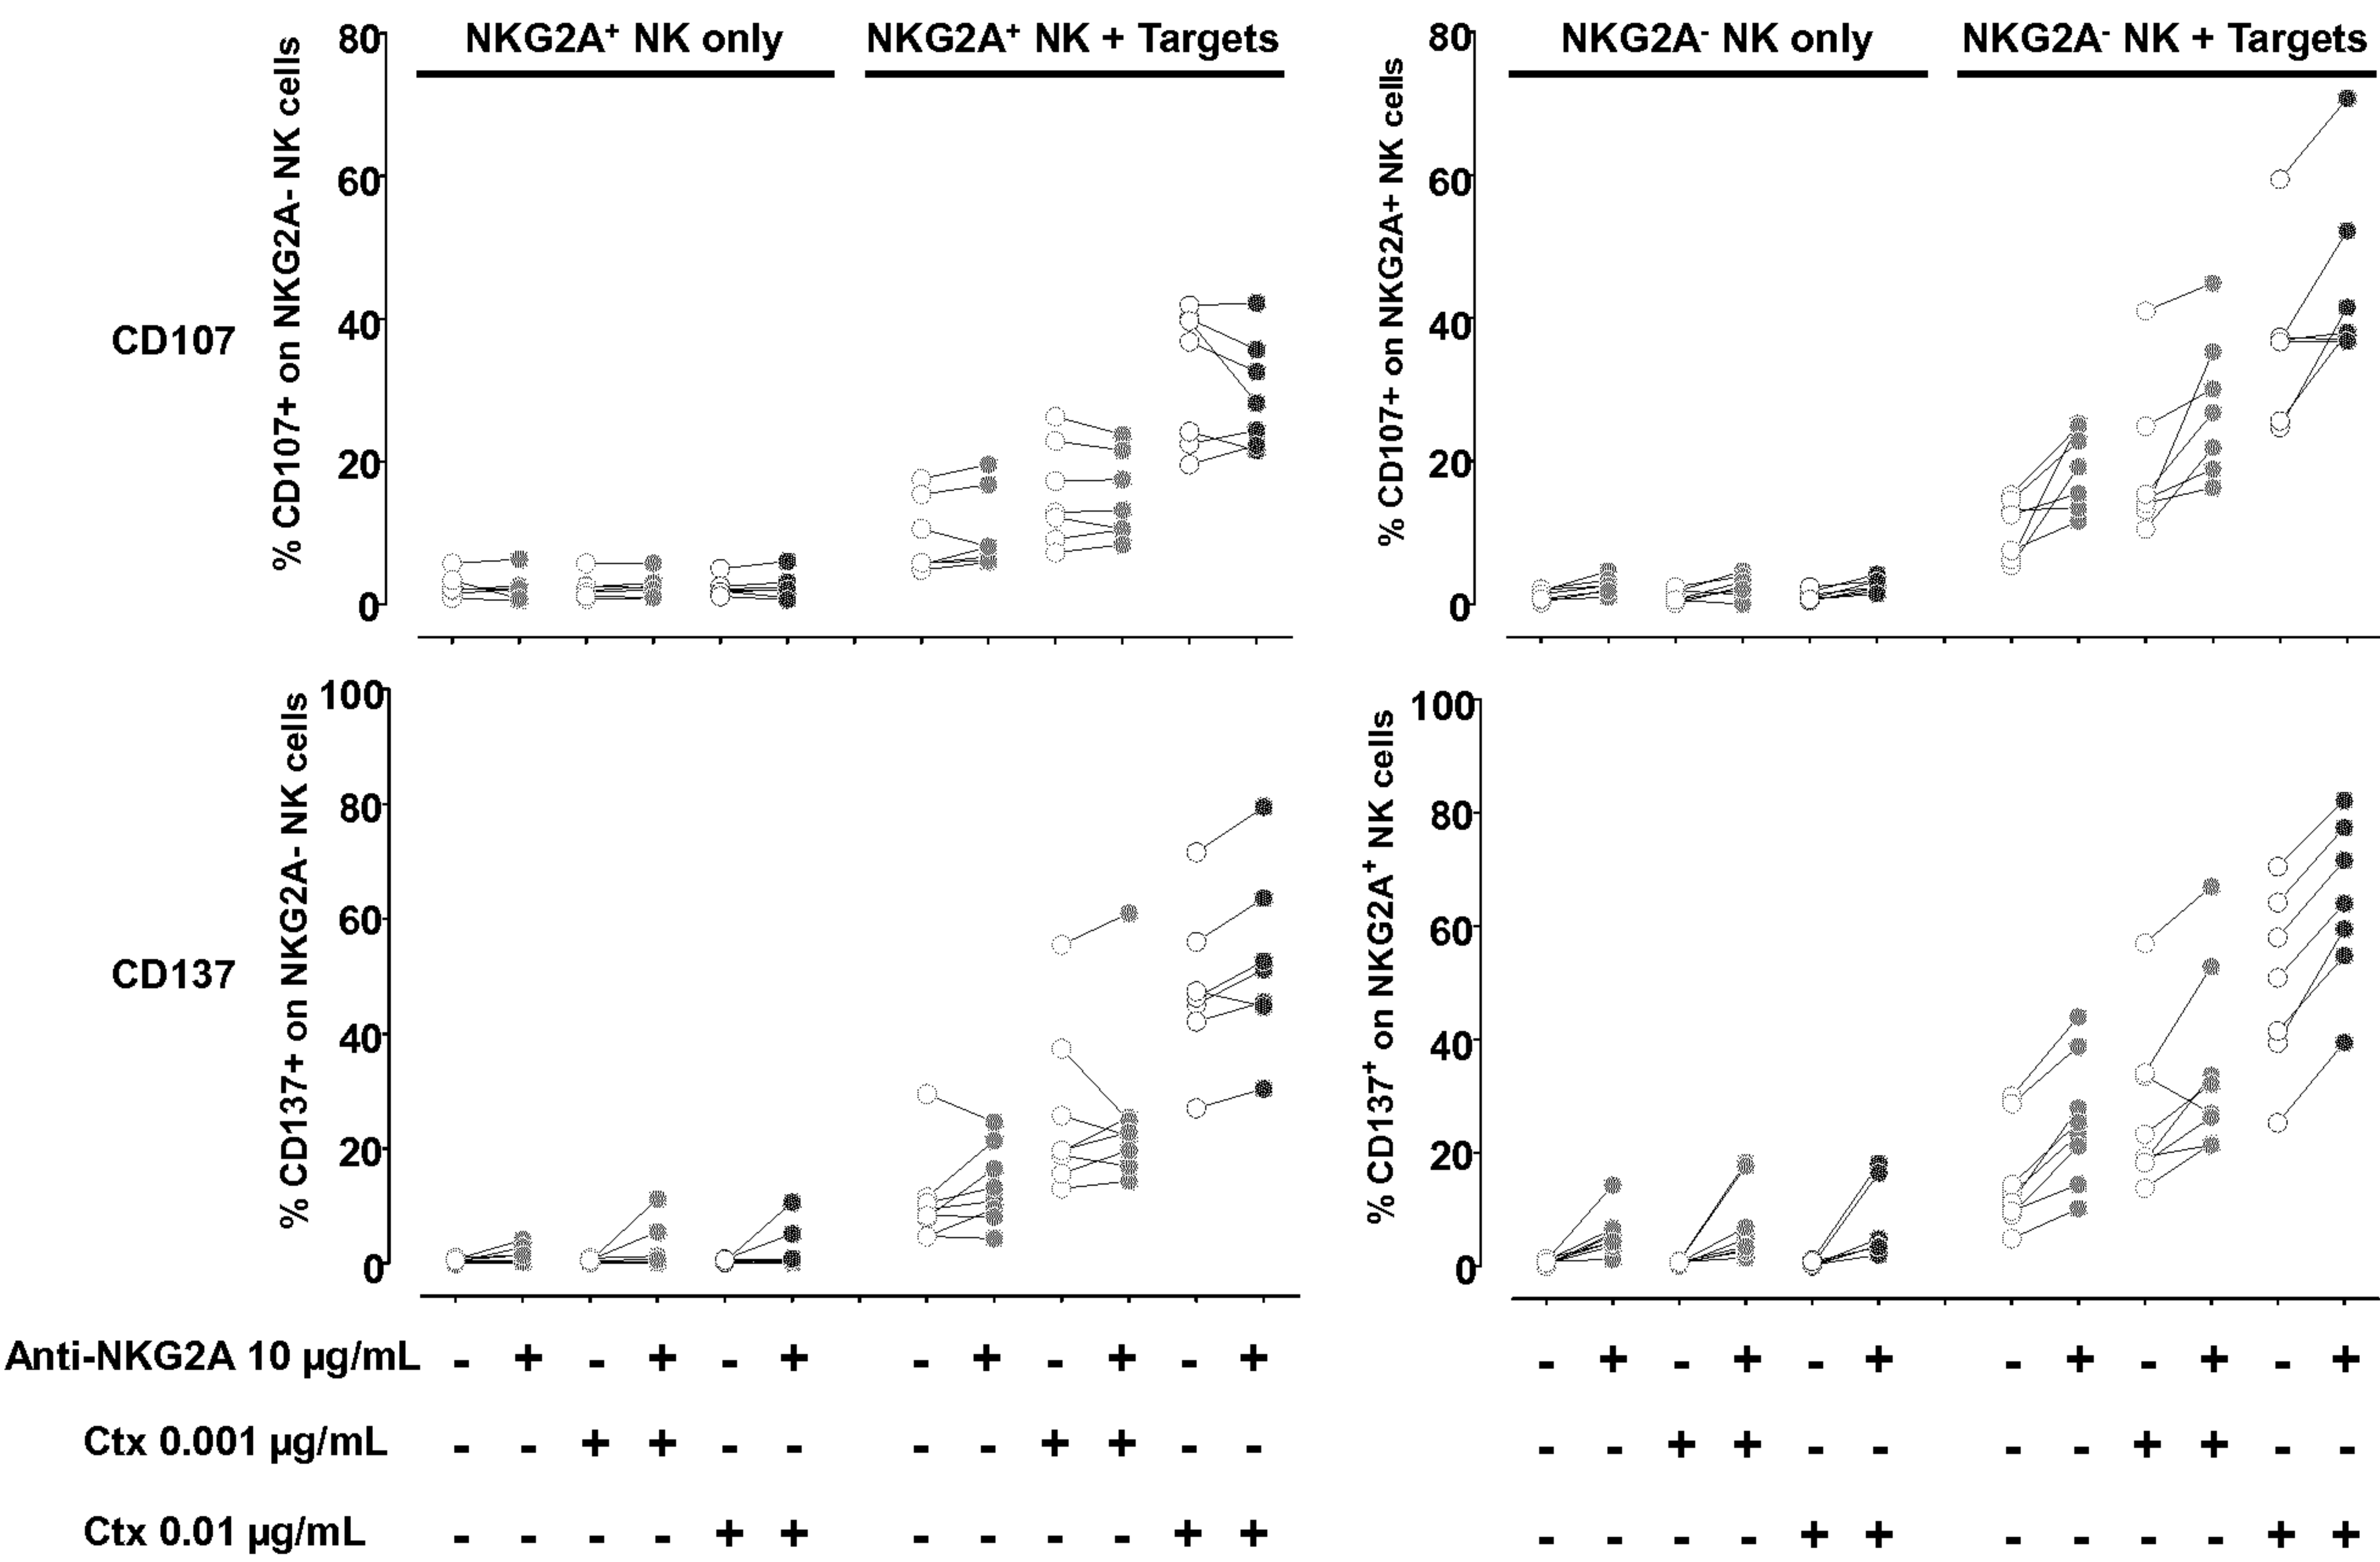 NKG2A⁺ NK only
NKG2A⁺ NK + Targets
NKG2A⁻ NK only
NKG2A⁻ NK + Targets
CD107
% CD107+ on NKG2A- NK cells
80
60
40
20
0
% CD107+ on NKG2A+ NK cells
80
60
40
20
0
CD137
% CD137+ on NKG2A- NK cells
100
80
60
40
20
0
% CD137⁺ on NKG2A⁺ NK cells
100
80
60
40
20
0
Anti-NKG2A 10 µg/mL - + - + - + - + - + - + - + - + - + - + - + - +
Ctx 0.001 µg/mL - - + + - - - - + + - - - - + + - - - - + + - -
Ctx 0.01 µg/mL - - - - + + - - - - + + - - - - + + - - - - + +